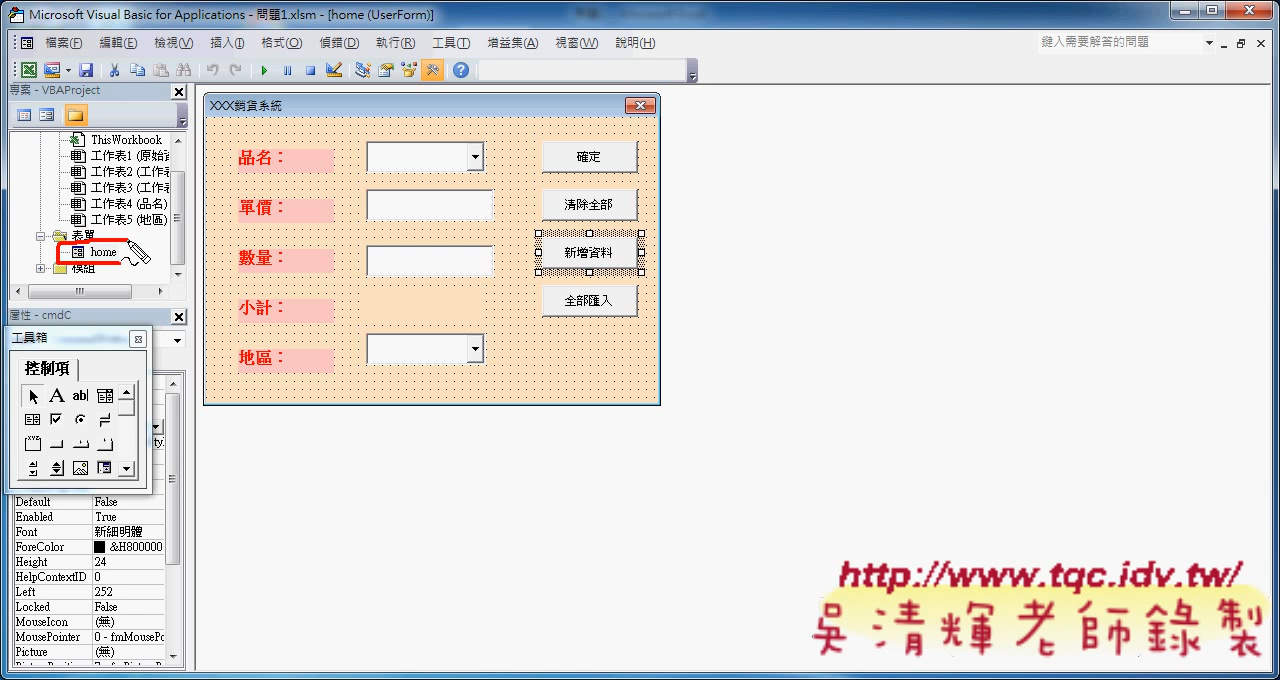 Microsoft Visual Basic for Applications - 問題1.xlsm - [home (UserForm)]
檔案(F) 編輯(E) 檢視(V) 插入(I) 格式(O) 偵錯(D) 執行(R) 工具(T) 增益集(A) 視窗(W) 說明(H) 鍵入需要解答的問題
專案 - VBAProject
ThisWorkbook
工作表1 (原始資
工作表2 (工作表
工作表3 (工作表
工作表4 (品名)
工作表5 (地區)
表單
home
模組
屬性 - cmdC
工具箱
控制項
A abl
XYZ
Default False
Enabled True
Font 新細明體
ForeColor &H800000
Height 24
HelpContextID 0
Left 252
Locked False
MouseIcon (無)
MousePointer 0 - fmMousePo
Picture (無)
XXX銷貨系統
品名： 確定
單價： 清除全部
數量： 新增資料
小計： 全部匯入
地區：
http://www.tqc.idv.tw/
吳清輝老師錄製